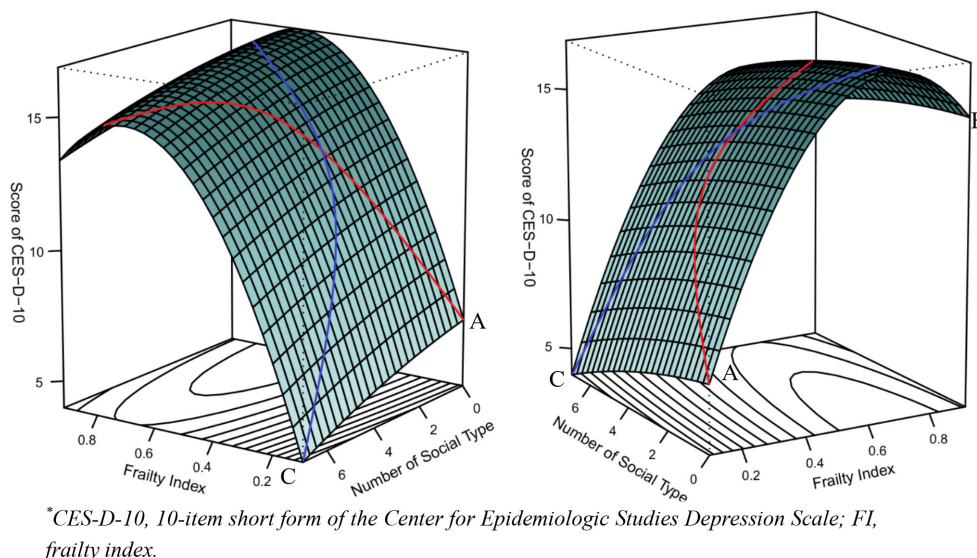 15
10
5
Score of CES−D−10
0.8
0.6
0.4
0.2
Frailty Index
6
4
2
0
Number of Social Type
A
C
15
10
5
Score of CES−D−10
6
4
2
0
Number of Social Type
0.2
0.4
0.6
0.8
Frailty Index
C
A
*CES-D-10, 10-item short form of the Center for Epidemiologic Studies Depression Scale; FI,
frailty index.